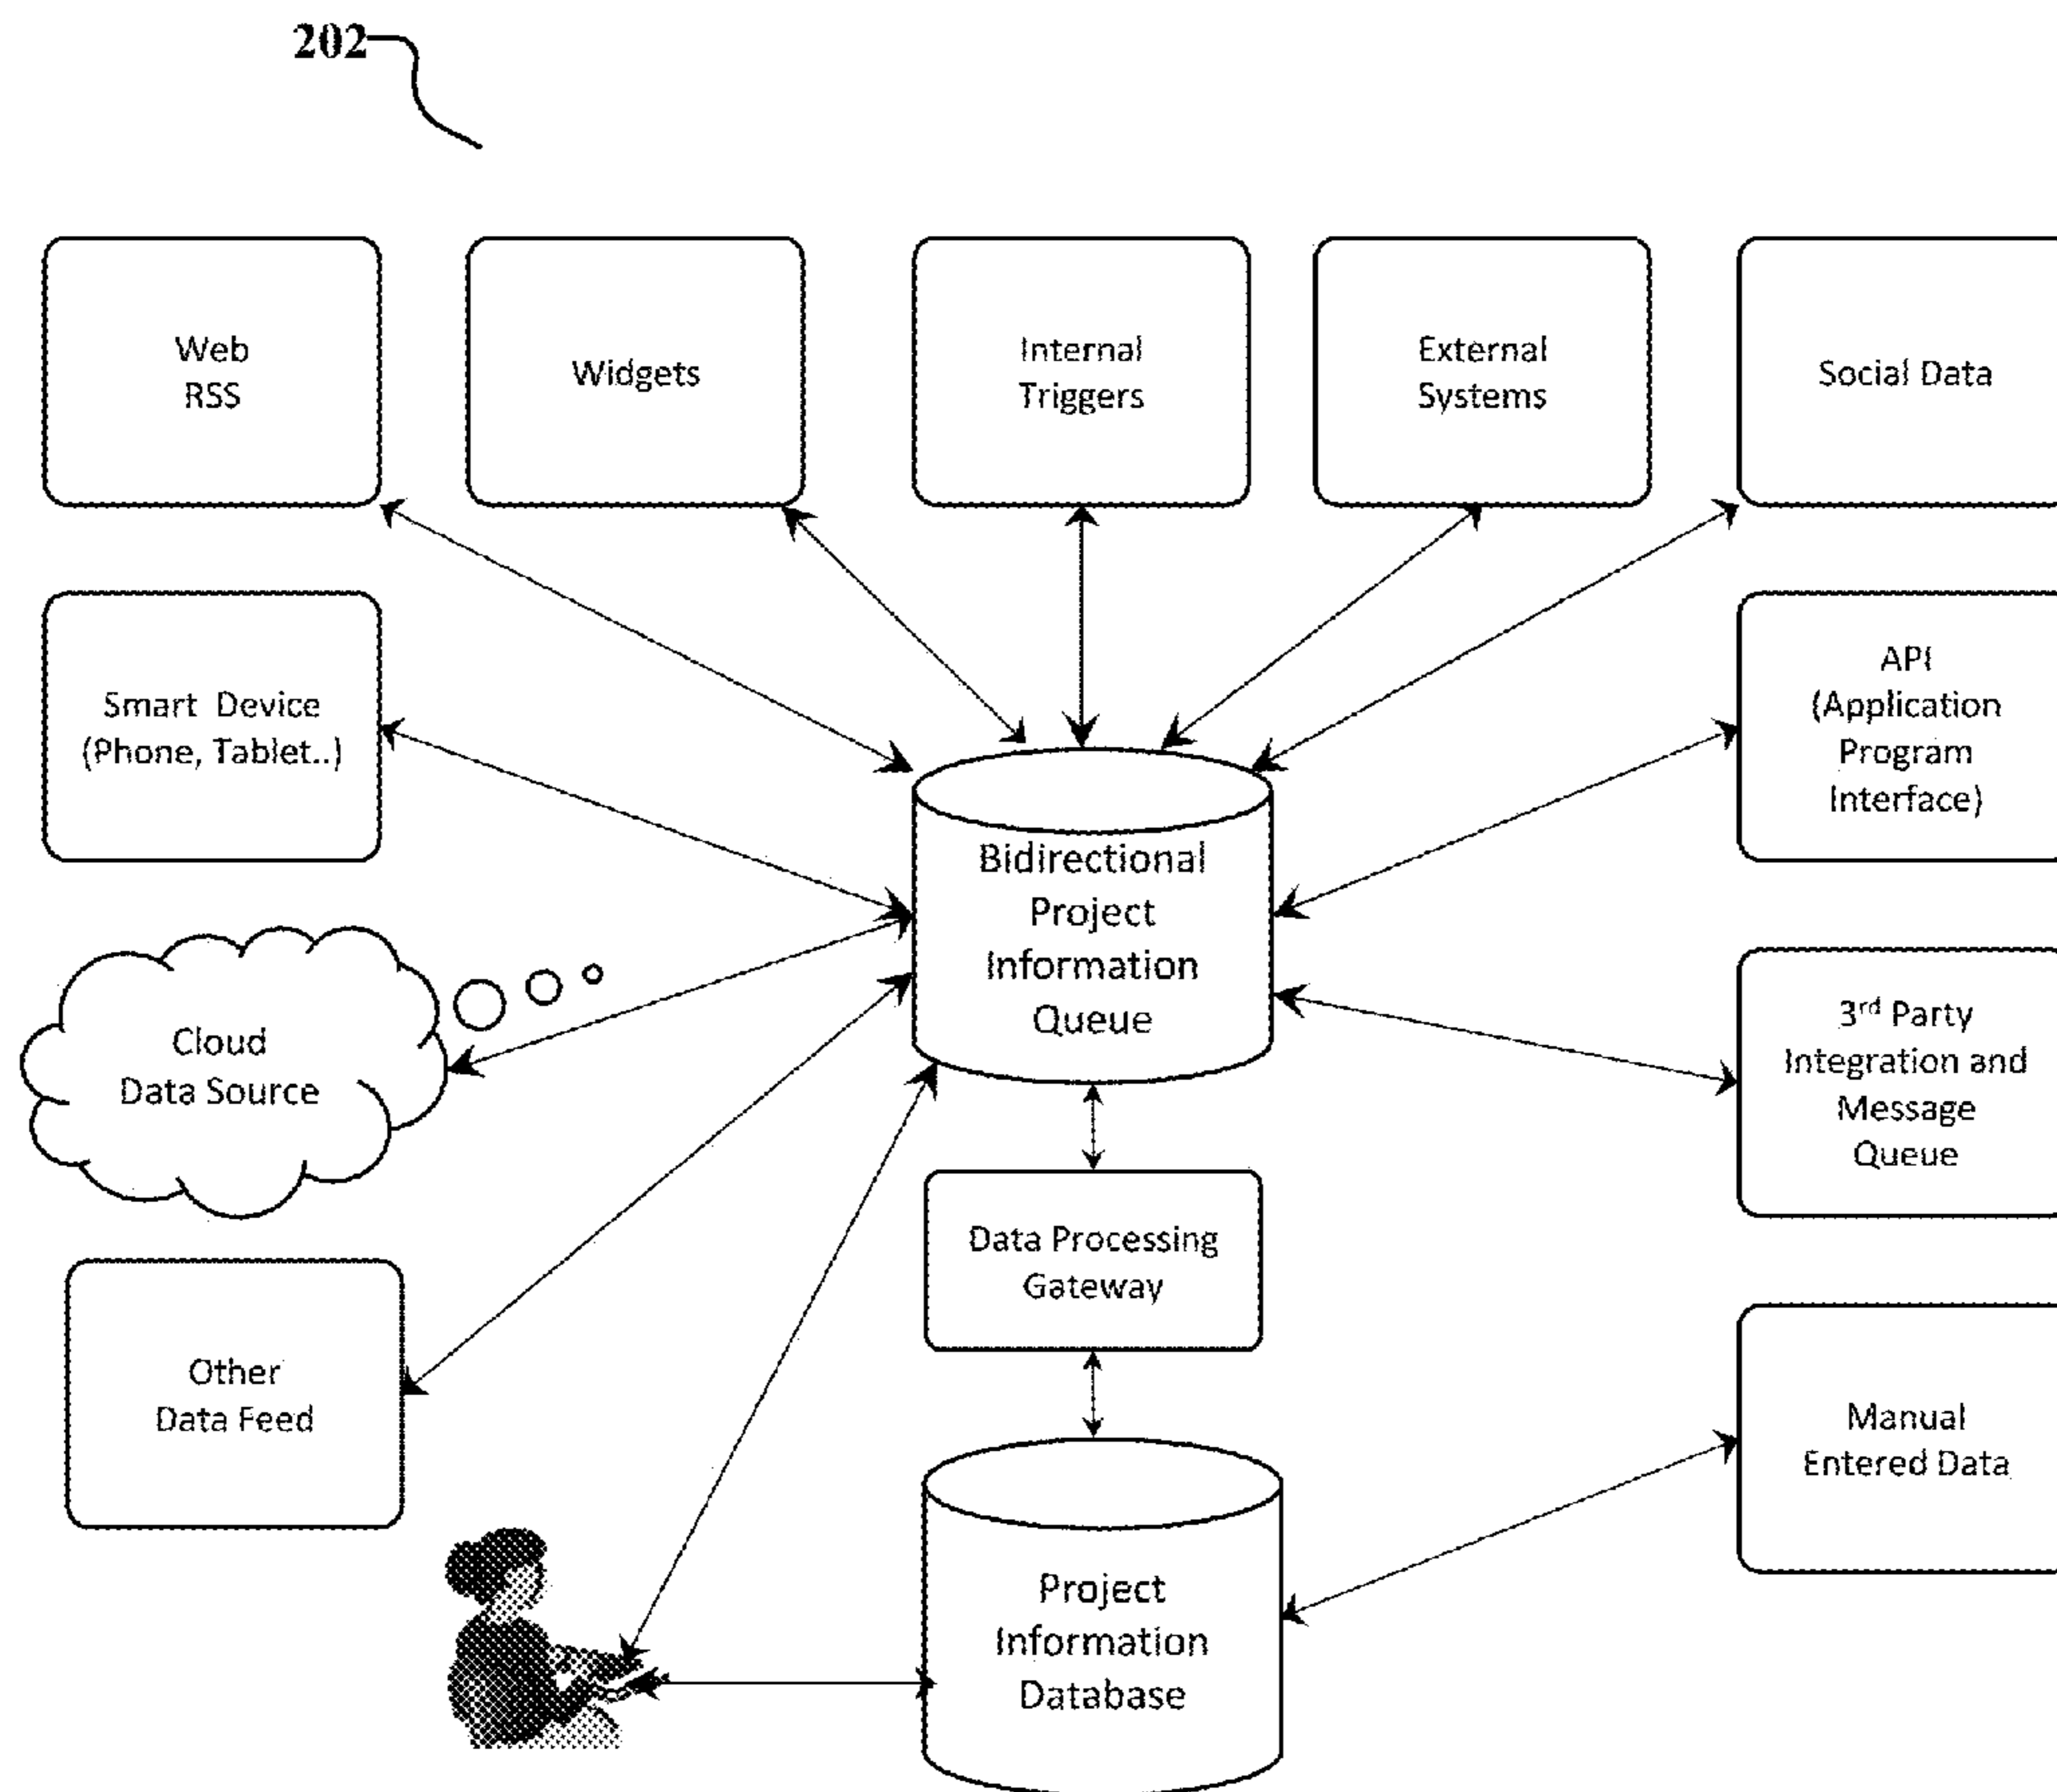 202
Web
RSS
Widgets
Internal
Triggers
External
Systems
Social Data
Smart Device
(Phone, Tablet..)
API
(Application
Program
Interface)
Bidirectional
Project
Information
Queue
Cloud
Data Source
3rd Party
Integration and
Message
Queue
Data Processing
Gateway
Other
Data Feed
Manual
Entered Data
Project
Information
Database